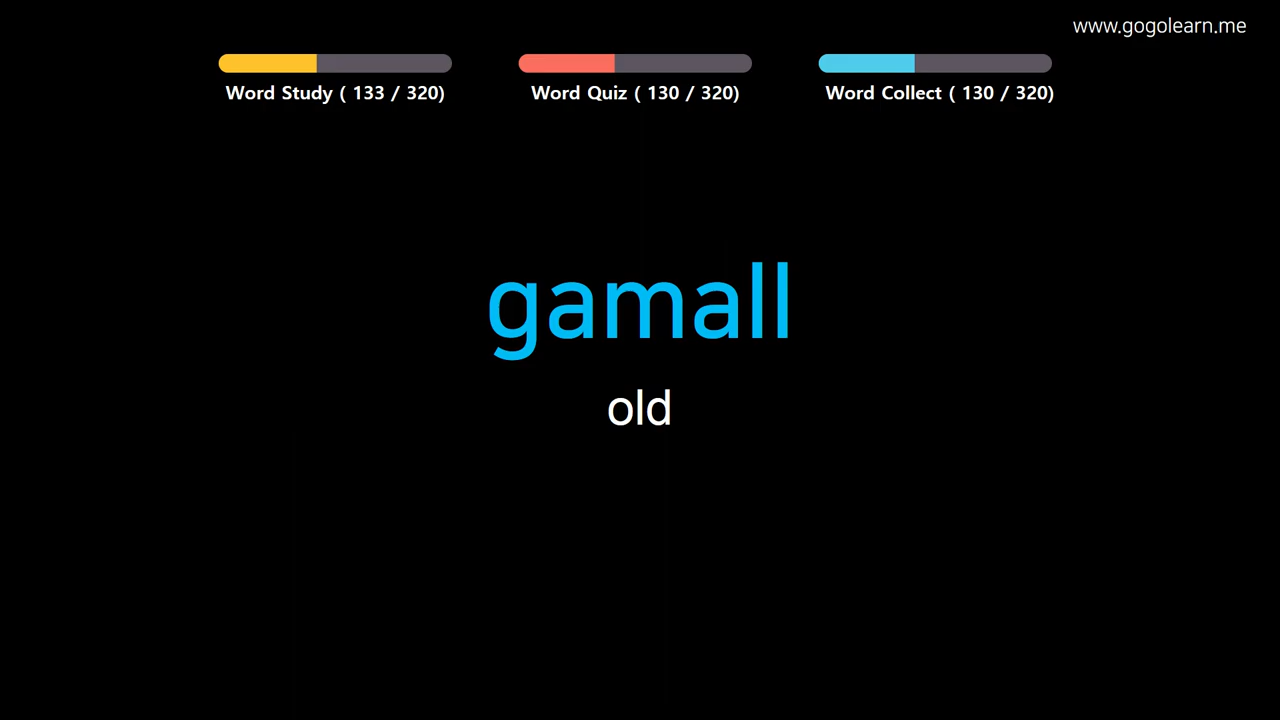 www.gogolearn.me
Word Study ( 133 / 320)
Word Quiz ( 130 / 320)
Word Collect ( 130 / 320)
gamall
old